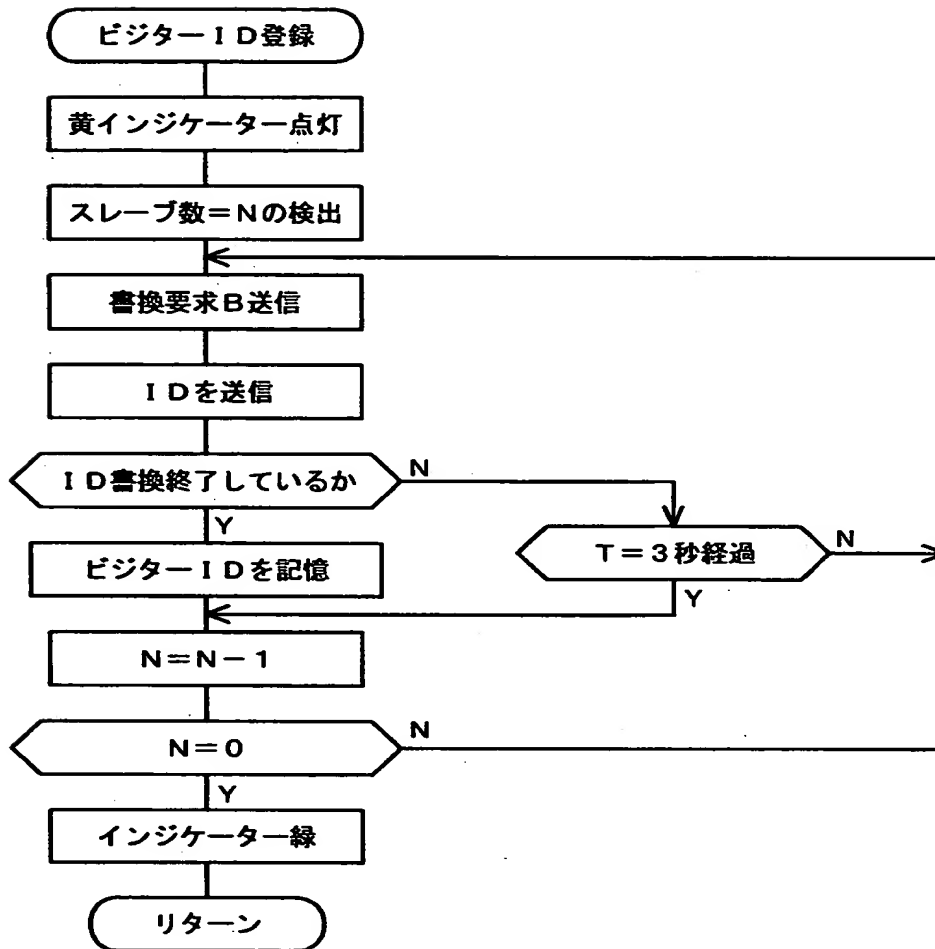 ビジターＩＤ登録
黄インジケーター点灯
スレーブ数＝Ｎの検出
書換要求Ｂ送信
ＩＤを送信
ＩＤ書換終了しているか
N
Y
T＝3秒経過
N
Y
ビジターＩＤを記憶
N＝N－1
N＝0
N
Y
インジケーター緑
リターン